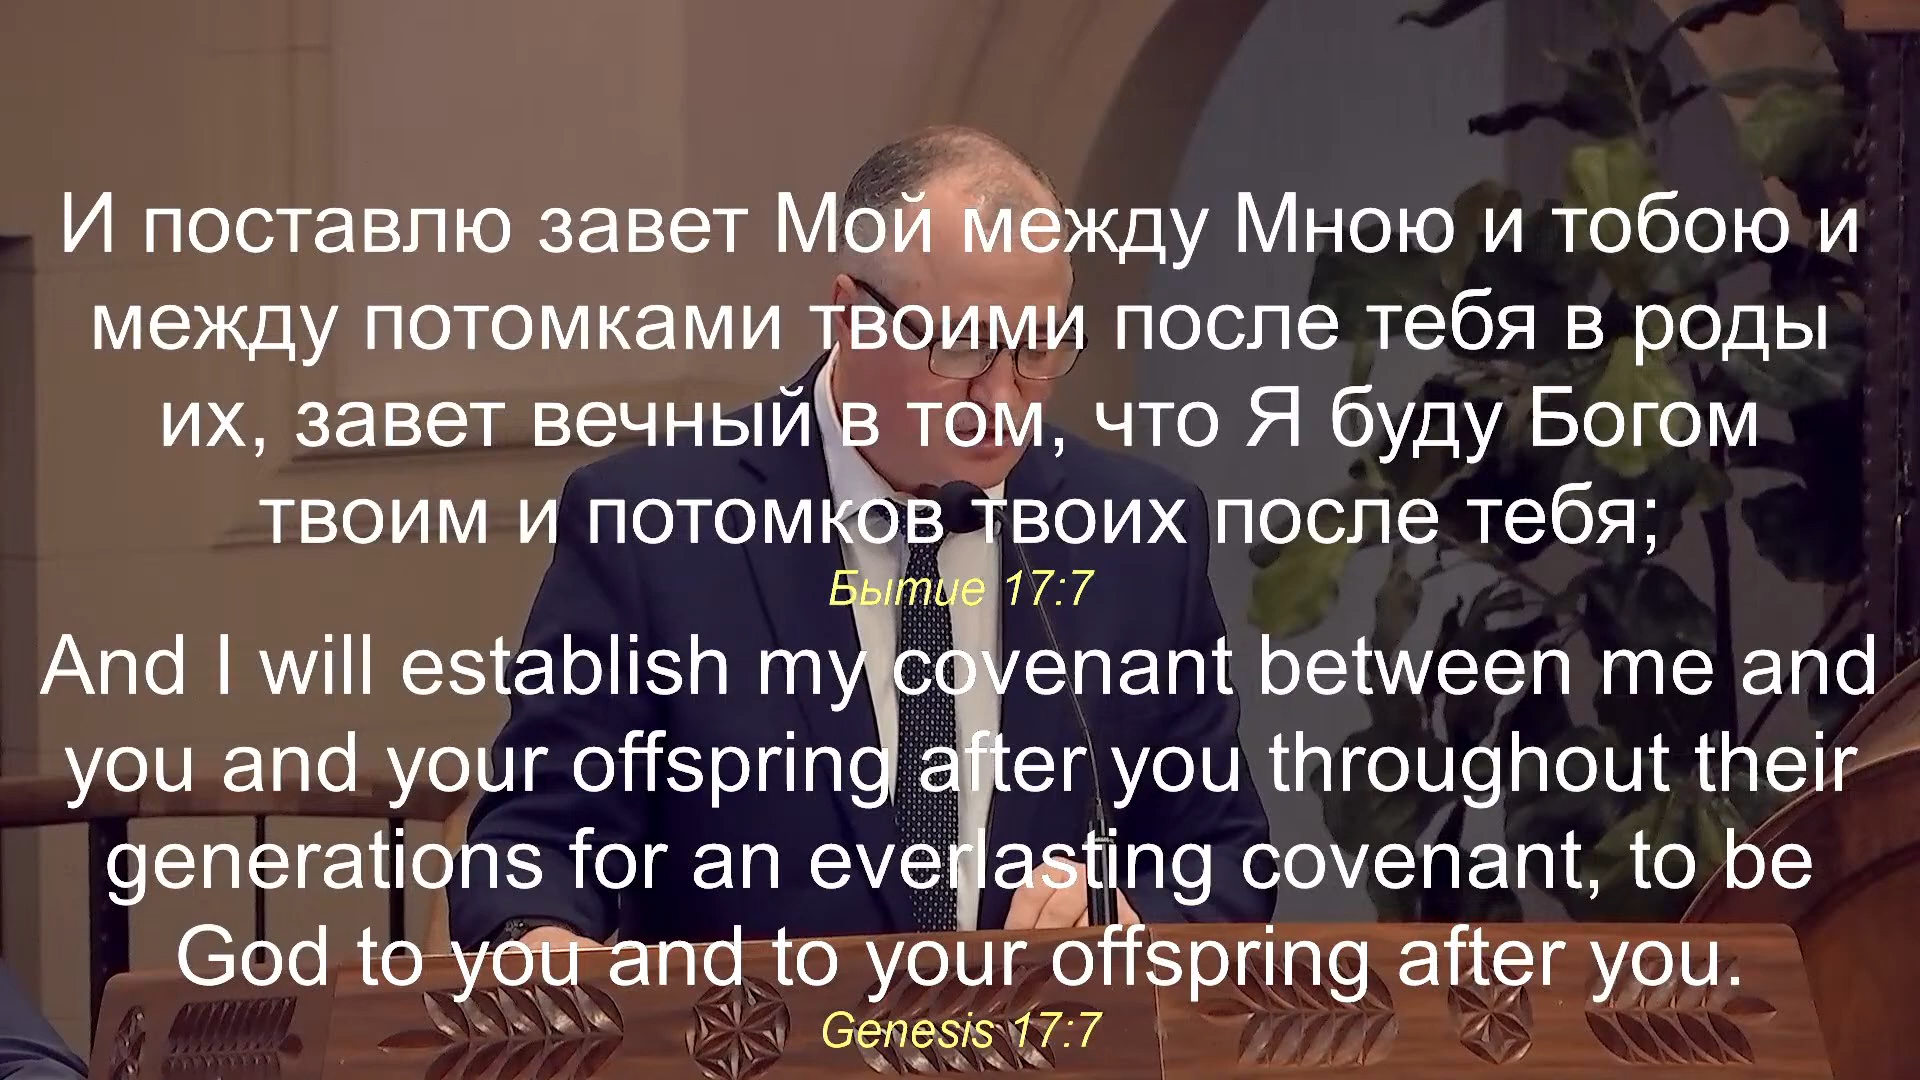 И поставлю завет Мой между Мною и тобою и
между потомками твоими после тебя в роды
их, завет вечный в том, что Я буду Богом
твоим и потомков твоих после тебя;
Бытие 17:7
And I will establish my covenant between me and
you and your offspring after you throughout their
generations for an everlasting covenant, to be
God to you and to your offspring after you.
Genesis 17:7